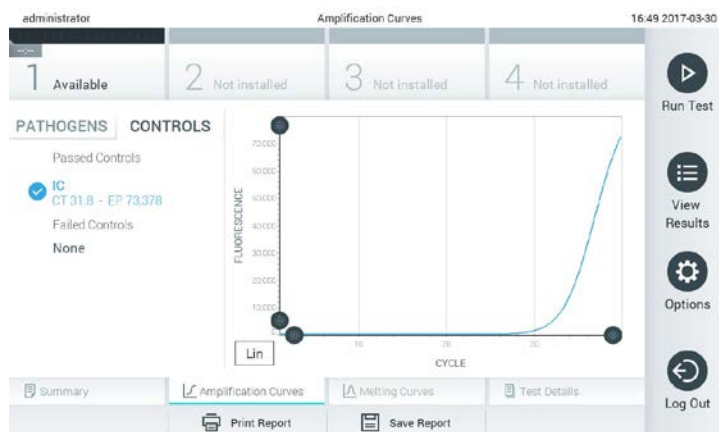 administrator
Amplification Curves
16:49 2017-03-30
--:--
1 Available
2 Not installed
3 Not installed
4 Not installed
Run Test
View
Results
Options
Log Out
PATHOGENS CONTROLS
Passed Controls
IC
CT 31.8 - EP 73,378
Failed Controls
None
FLUORESCENCE
70,000
60,000
50,000
40,000
30,000
20,000
10,000
0
10
20
30
CYCLE
Lin
Summary
Amplification Curves
Melting Curves
Test Details
Print Report
Save Report